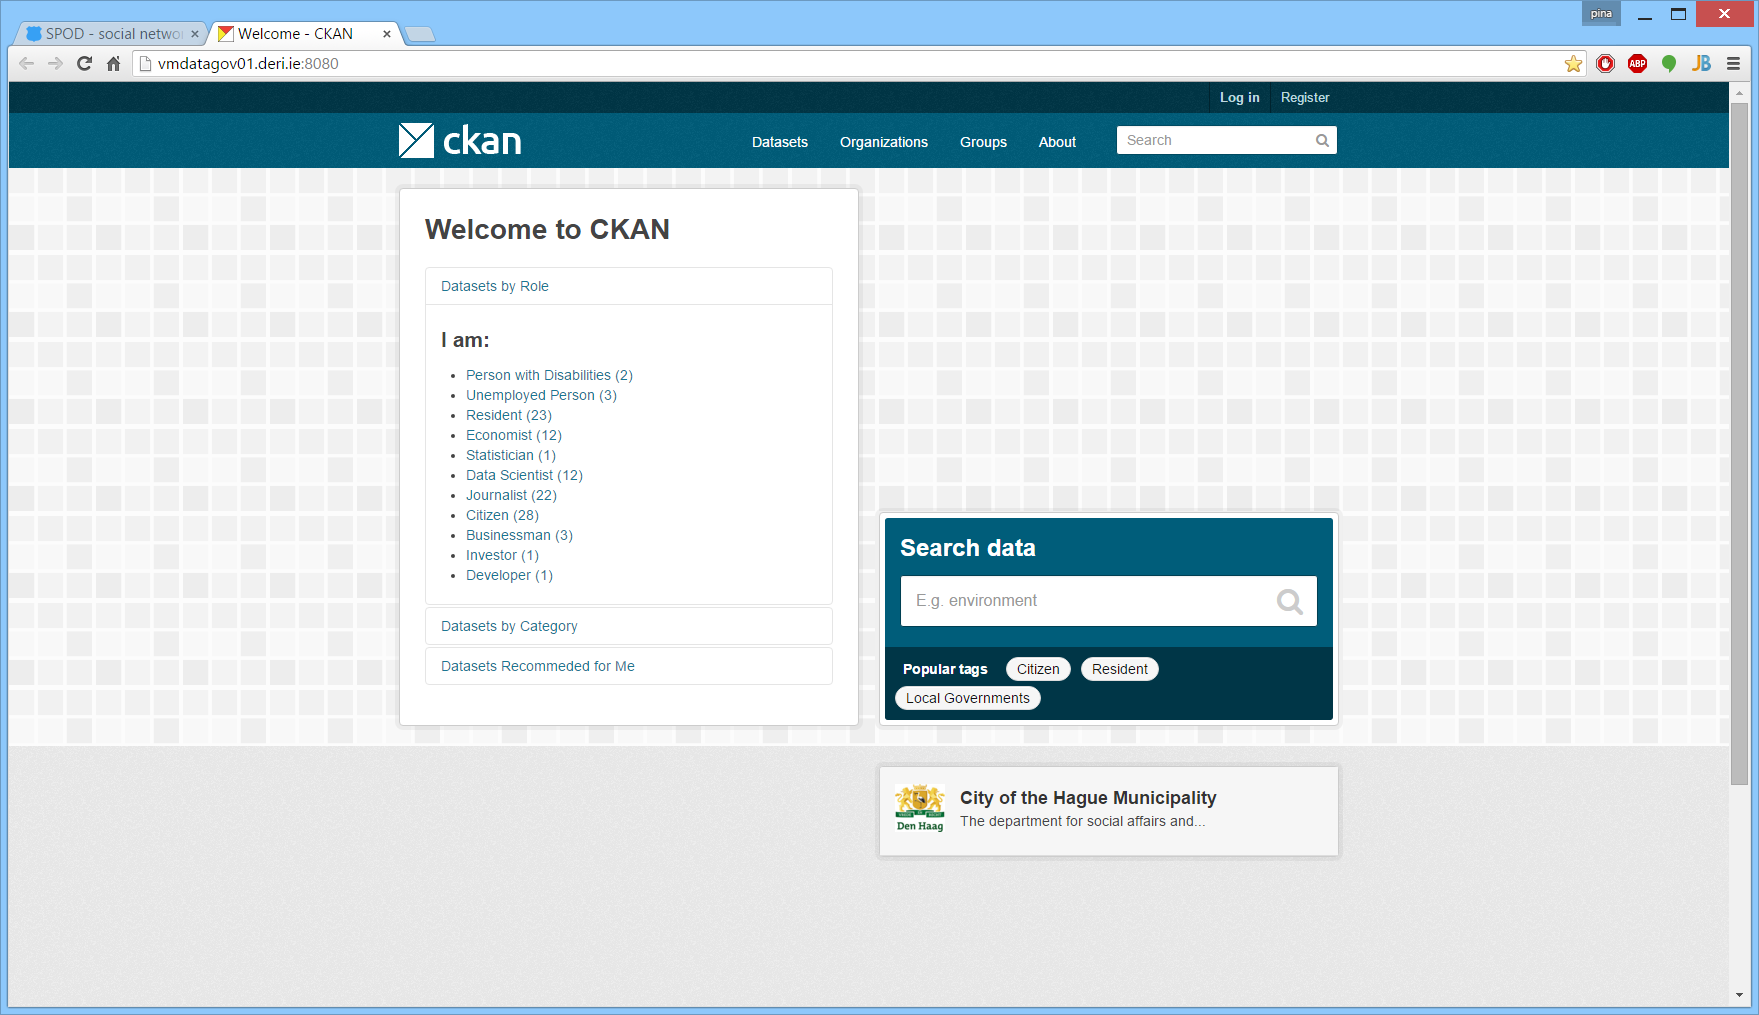 pina
SPOD - social netwo
Welcome - CKAN
vmdatagov01.deri.ie:8080
ABP
JB
Log in
Register
ckan
Datasets
Organizations
Groups
About
Search
Welcome to CKAN
Datasets by Role
I am:
Person with Disabilities (2)
Unemployed Person (3)
Resident (23)
Economist (12)
Statistician (1)
Data Scientist (12)
Journalist (22)
Citizen (28)
Businessman (3)
Investor (1)
Developer (1)
Datasets by Category
Datasets Recommeded for Me
Search data
E.g. environment
Popular tags Citizen Resident
Local Governments
Den Haag
City of the Hague Municipality
The department for social affairs and...